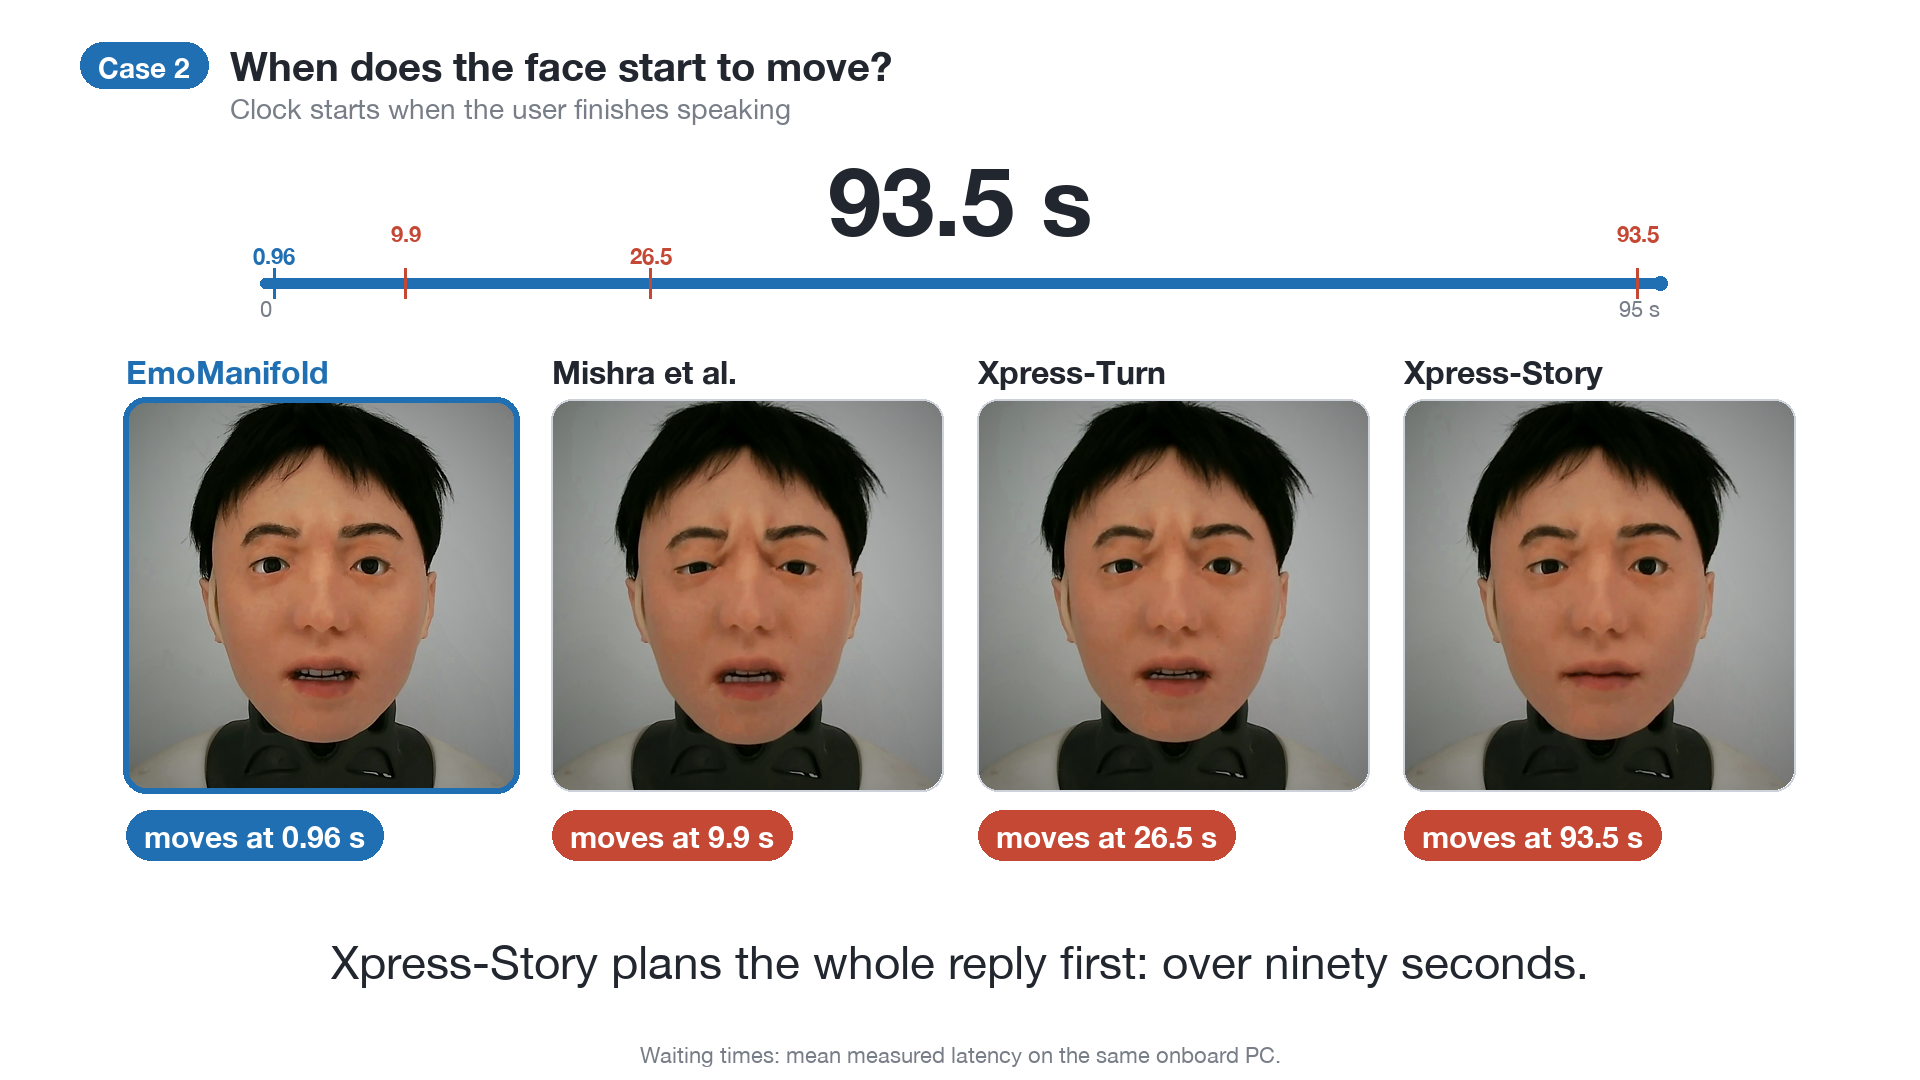 Case 2
When does the face start to move?
Clock starts when the user finishes speaking
93.5 s
0.96
9.9
26.5
93.5
0
95 s
EmoManifold
Mishra et al.
Xpress-Turn
Xpress-Story
moves at 0.96 s
moves at 9.9 s
moves at 26.5 s
moves at 93.5 s
Xpress-Story plans the whole reply first: over ninety seconds.
Waiting times: mean measured latency on the same onboard PC.